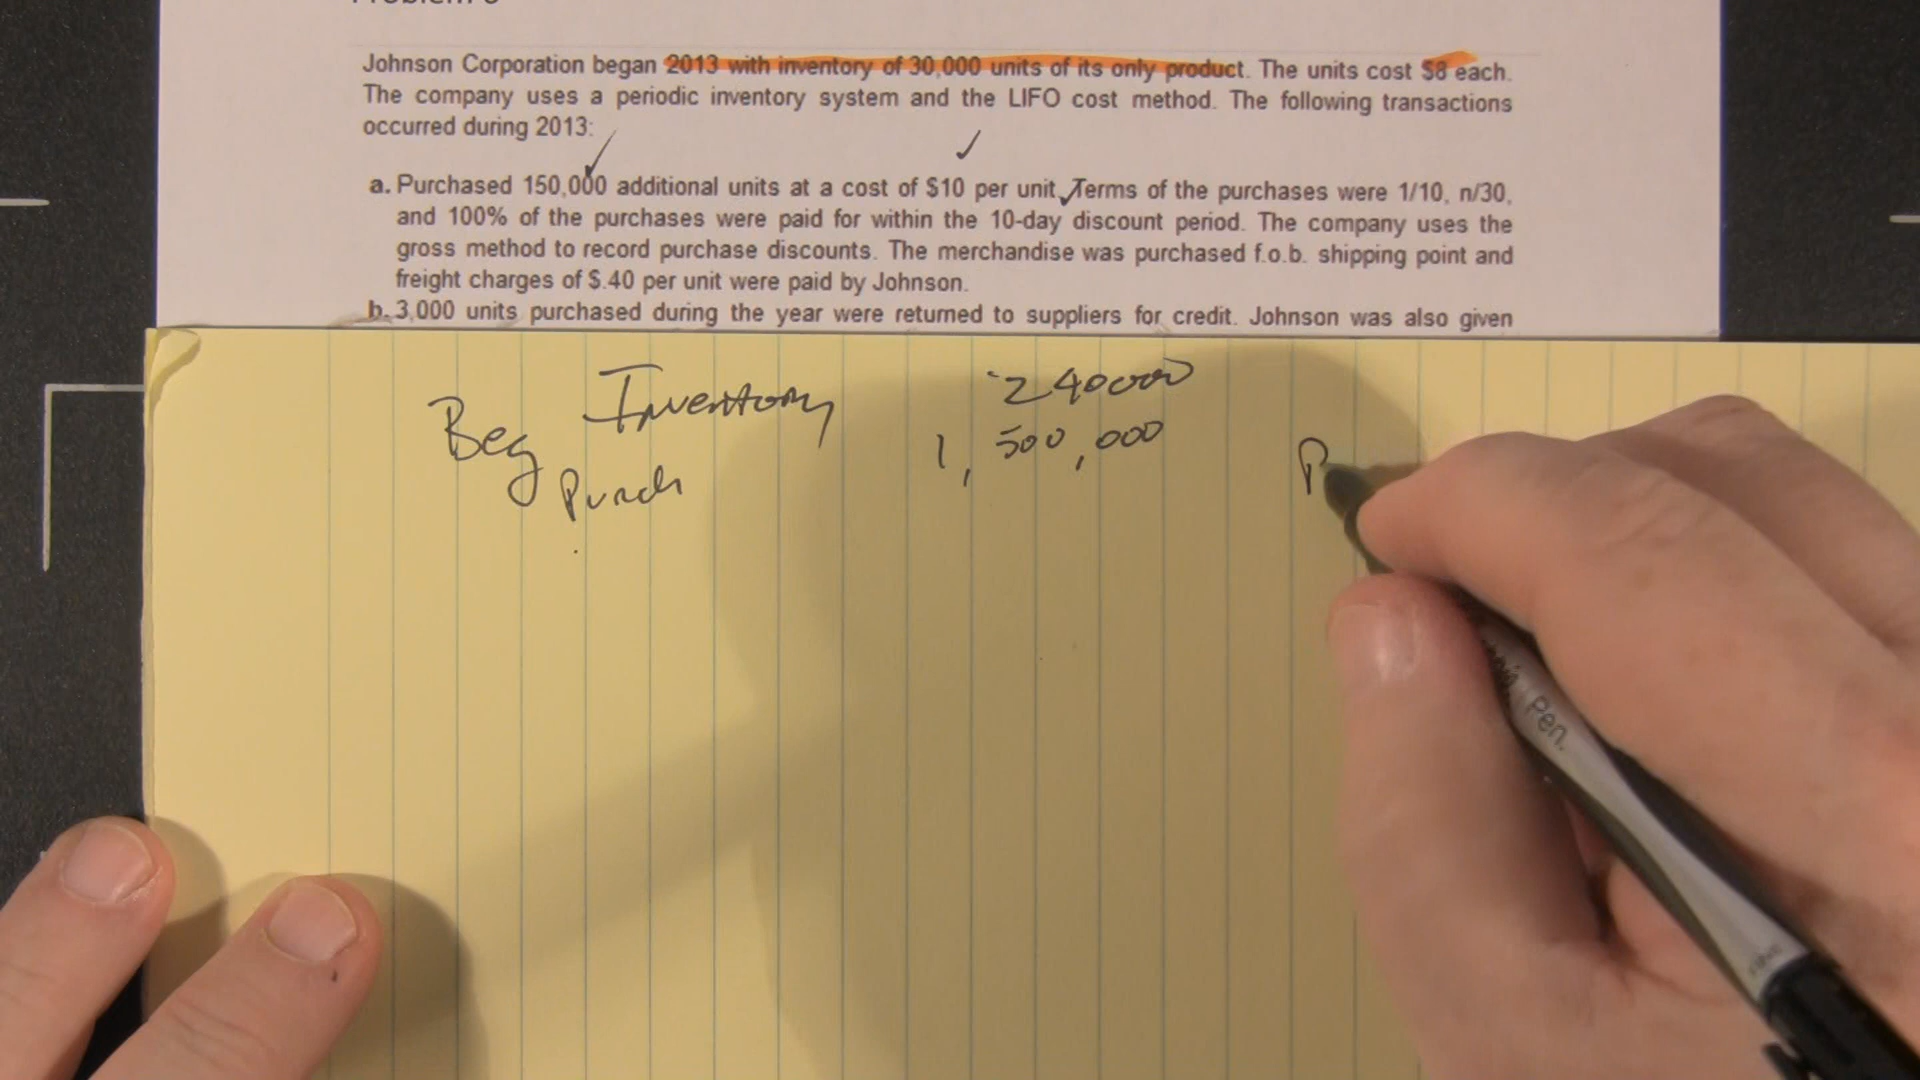 Johnson Corporation began 2013 with inventory of 30,000 units of its only product. The units cost $8 each.
The company uses a periodic inventory system and the LIFO cost method. The following transactions
occurred during 2013:
a. Purchased 150,000 additional units at a cost of $10 per unit. Terms of the purchases were 1/10, n/30,
and 100% of the purchases were paid for within the 10-day discount period. The company uses the
gross method to record purchase discounts. The merchandise was purchased f.o.b. shipping point and
freight charges of $.40 per unit were paid by Johnson.
b. 3,000 units purchased during the year were returned to suppliers for credit. Johnson was also given
Beg Inventory 240000
Purch 1,500,000 P
Pen.